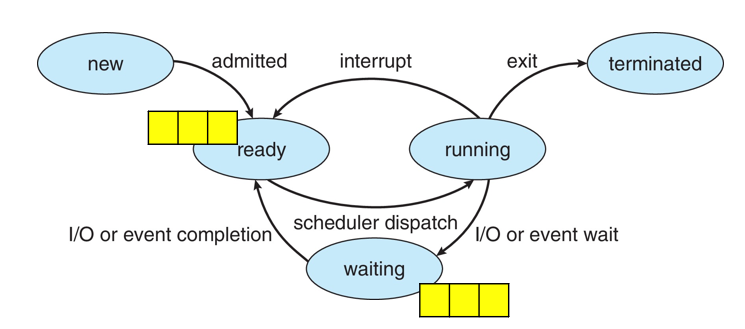 new
admitted
interrupt
exit
terminated
ready
running
scheduler dispatch
I/O or event completion
I/O or event wait
waiting